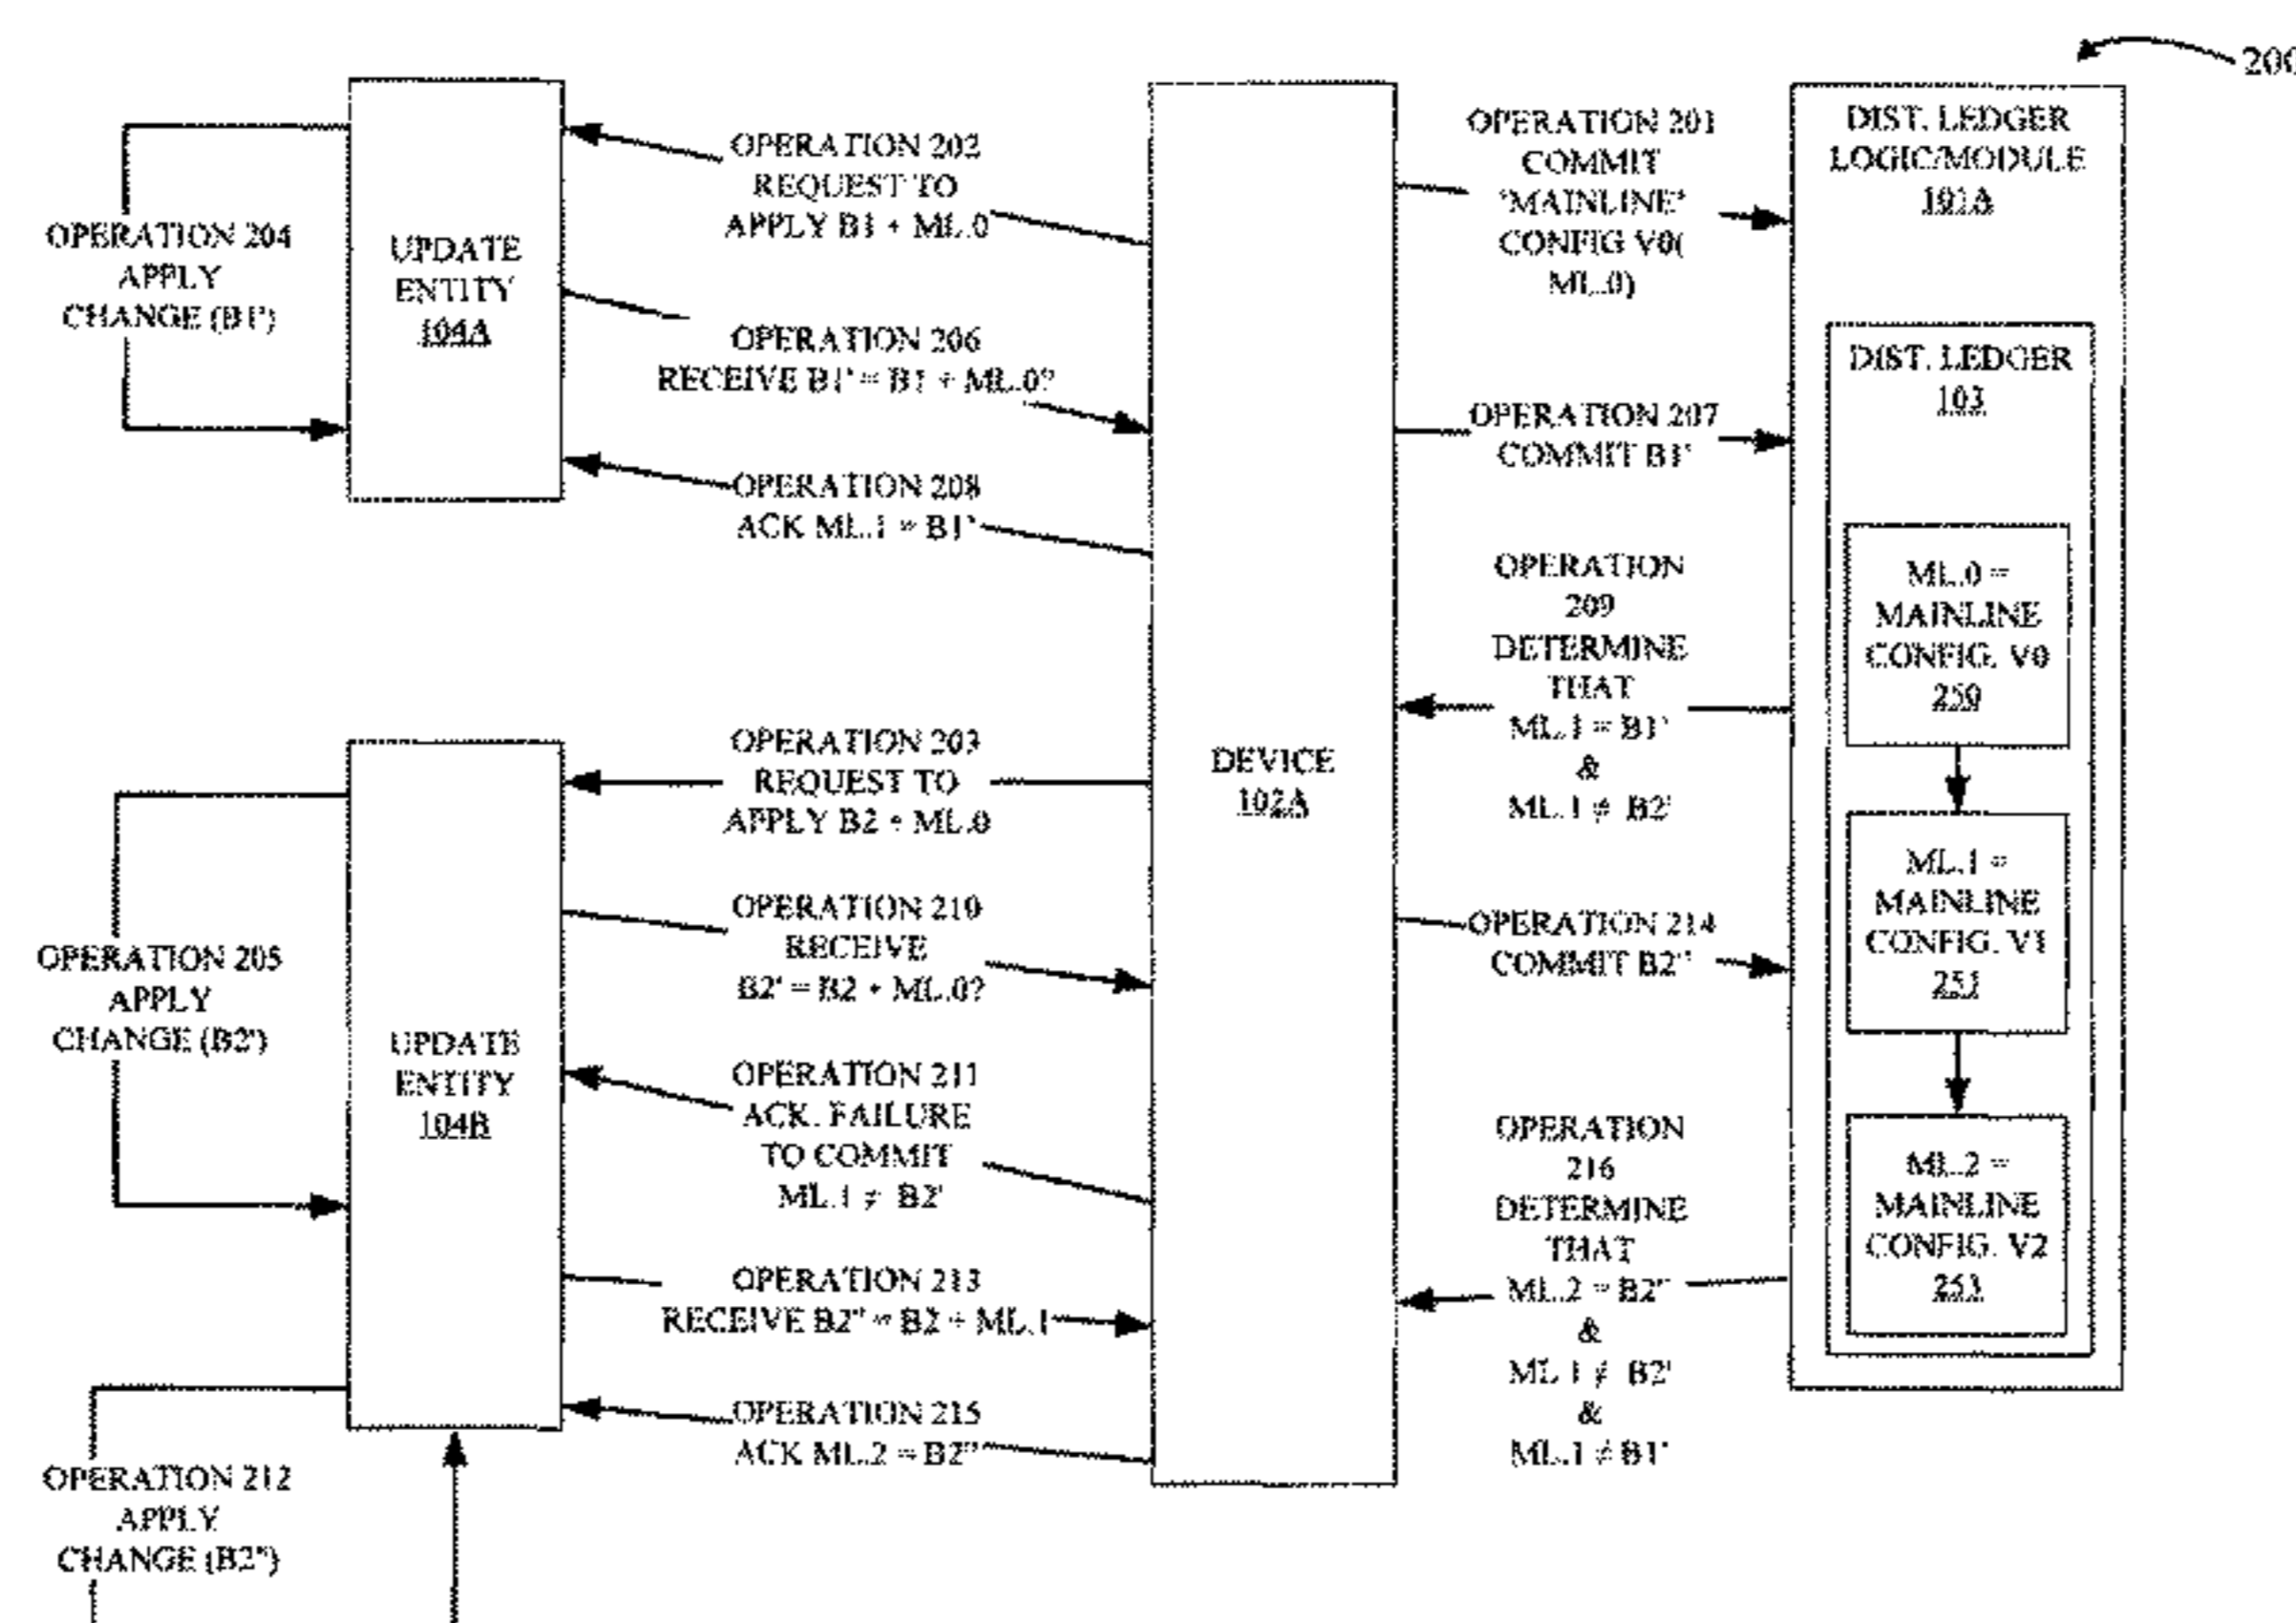 200
OPERATION 204
APPLY
CHANGE (B1')
UPDATE
ENTITY
104A
OPERATION 202
REQUEST TO
APPLY B1 + ML.0
OPERATION 206
RECEIVE B1' = B1 + ML.0?
OPERATION 208
ACK ML.1 = B1'
OPERATION 201
COMMIT
'MAINLINE'
CONFIG V0(
ML.0)
OPERATION 207
COMMIT B1'
OPERATION
209
DETERMINE
THAT
ML.1 = B1'
&
ML.1 ≠ B2'
DIST. LEDGER
LOGIC/MODULE
101A
DIST. LEDGER
103
ML.0 =
MAINLINE
CONFIG. V0
250
ML.1 =
MAINLINE
CONFIG. V1
251
ML.2 =
MAINLINE
CONFIG. V2
253
DEVICE
102A
OPERATION 205
APPLY
CHANGE (B2')
UPDATE
ENTITY
104B
OPERATION 203
REQUEST TO
APPLY B2 + ML.0
OPERATION 210
RECEIVE
B2' = B2 + ML.0?
OPERATION 211
ACK. FAILURE
TO COMMIT
ML.1 ≠ B2'
OPERATION 213
RECEIVE B2" = B2 + ML.1
OPERATION 215
ACK ML.2 = B2"
OPERATION 214
COMMIT B2"
OPERATION
216
DETERMINE
THAT
ML.2 = B2"
&
ML.1 ≠ B2'
&
ML.1 ≠ B1'
OPERATION 212
APPLY
CHANGE (B2")